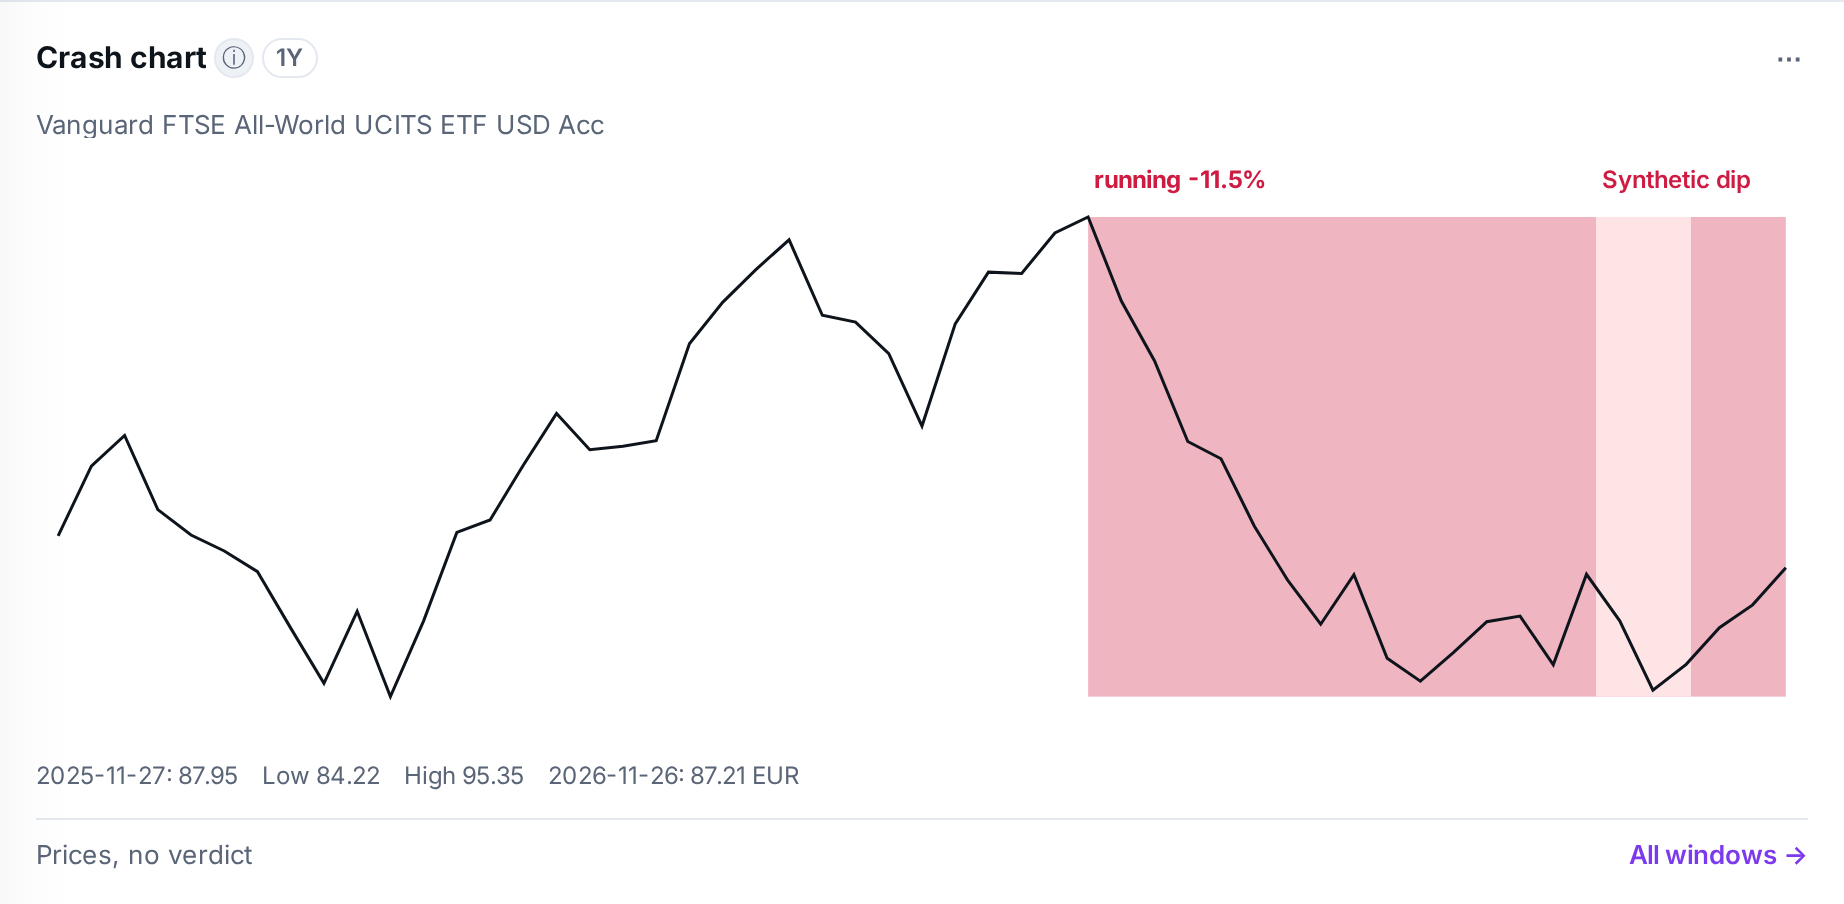 Crash chart ⓘ 1Y ...
Vanguard FTSE All-World UCITS ETF USD Acc
running -11.5% Synthetic dip
2025-11-27: 87.95 Low 84.22 High 95.35 2026-11-26: 87.21 EUR
Prices, no verdict All windows →